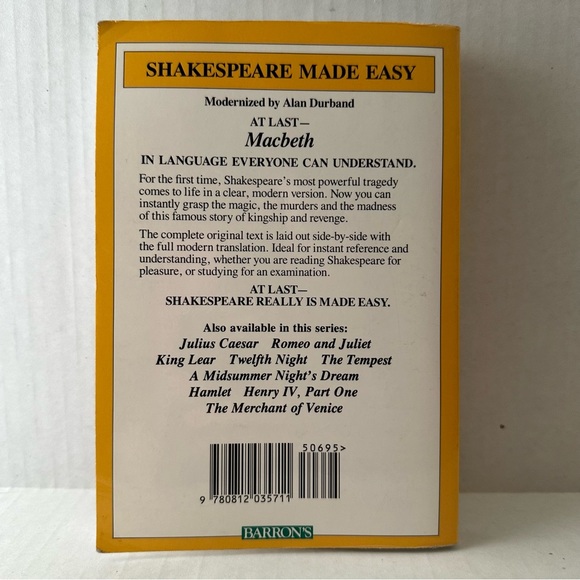 SHAKESPEARE MADE EASY
Modernized by Alan Durband
AT LAST—
Macbeth
IN LANGUAGE EVERYONE CAN UNDERSTAND.
For the first time, Shakespeare's most powerful tragedy
comes to life in a clear, modern version. Now you can
instantly grasp the magic, the murders and the madness
of this famous story of kingship and revenge.
The complete original text is laid out side-by-side with
the full modern translation. Ideal for instant reference and
understanding, whether you are reading Shakespeare for
pleasure, or studying for an examination.
AT LAST—
SHAKESPEARE REALLY IS MADE EASY.
Also available in this series:
Julius Caesar Romeo and Juliet
King Lear Twelfth Night The Tempest
A Midsummer Night's Dream
Hamlet Henry IV, Part One
The Merchant of Venice
50695>
9 780812 035711
BARRON'S